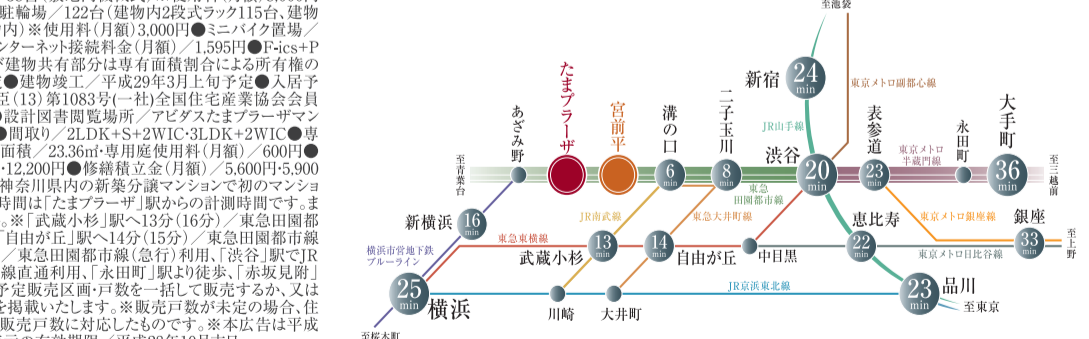 駐輪場／122台(建物内2段式ラック115台、建物
内)※使用料(月額)3,000円●ミニバイク置場／
ンターネット接続料金(月額)／1,595円●F-ics+P
建物共有部分は専有面積割合による所有権の
●建物竣工／平成29年3月上旬予定●入居予
臣(13)第1083号(一社)全国住宅産業協会会員
設計図書閲覧場所／アビダスたまプラーザマン
●間取り／2LDK+S+2WIC・3LDK+2WIC●専
面積／23.36㎡・専用庭使用料(月額)／600円●
・12,200円●修繕積立金(月額)／5,600円・5,900
神奈川県内の新築分譲マンションで初のマンショ
時間は「たまプラーザ」駅からの計測時間です。ま
。※「武蔵小杉」駅へ13分(16分)／東急田園都
「自由が丘」駅へ14分(15分)／東急田園都市線
／東急田園都市線(急行)利用、「渋谷」駅でJR
線直通利用、「永田町」駅より徒歩、「赤坂見附」
予定販売区画・戸数を一括して販売するか、又は
を掲載いたします。※販売戸数が未定の場合、住
販売戸数に対応したものです。※本広告は平成
至池袋
新宿
24
min
東京メトロ副都心線
JR山手線
至青葉台
あざみ野
たまプラーザ
宮前平
溝の口
6
min
二子玉川
8
min
渋谷
20
min
表参道
23
min
東京メトロ
半蔵門線
永田町
大手町
36
min
至三越前
東急
田園都市線
新横浜
16
min
横浜市営地下鉄
ブルーライン
東急東横線
JR南武線
武蔵小杉
13
min
東急大井町線
自由が丘
14
min
中目黒
恵比寿
22
min
東京メトロ銀座線
東京メトロ日比谷線
銀座
33
min
至上野
横浜
25
min
川崎
大井町
JR京浜東北線
品川
23
min
至東京
至桜木町